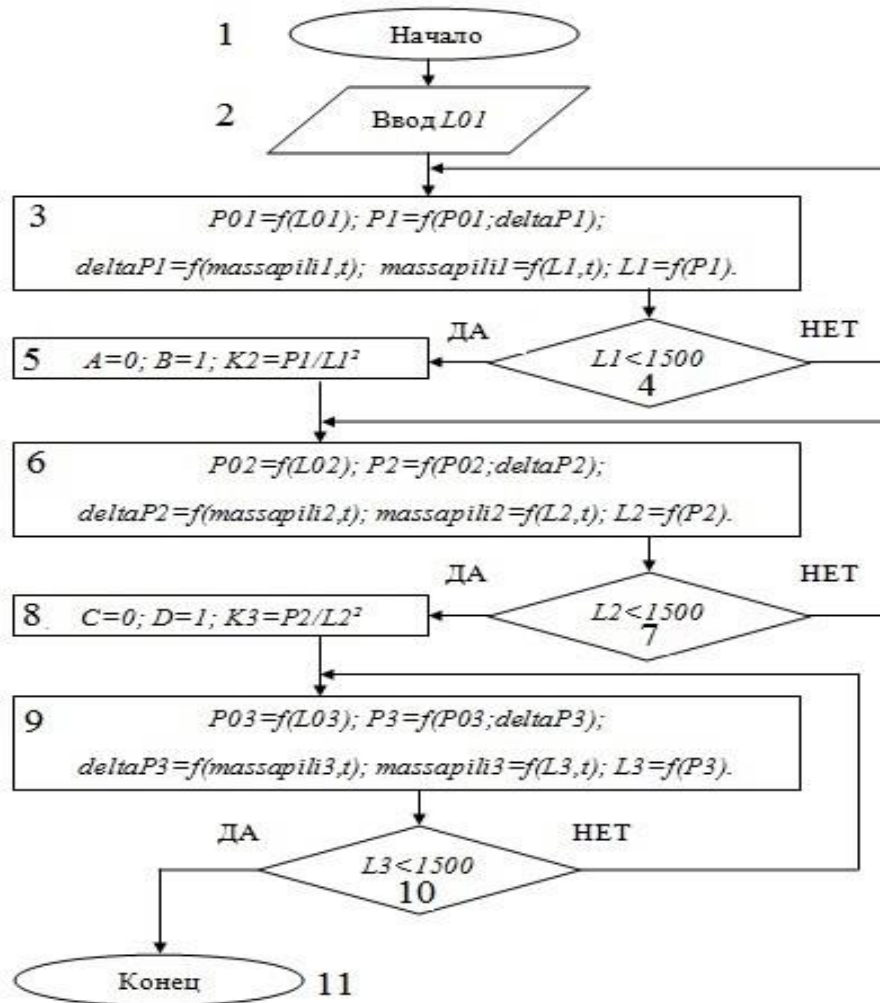 1
Начало
2
Ввод L01
3
P01=f(L01); P1=f(P01;deltaP1);
deltaP1=f(massapili1,t); massapili1=f(L1,t); L1=f(P1).
ДА
НЕТ
L1<1500
4
5
A=0; B=1; K2=P1/L1²
6
P02=f(L02); P2=f(P02;deltaP2);
deltaP2=f(massapili2,t); massapili2=f(L2,t); L2=f(P2).
ДА
НЕТ
L2<1500
7
8
C=0; D=1; K3=P2/L2²
9
P03=f(L03); P3=f(P03;deltaP3);
deltaP3=f(massapili3,t); massapili3=f(L3,t); L3=f(P3).
ДА
НЕТ
L3<1500
10
Конец
11